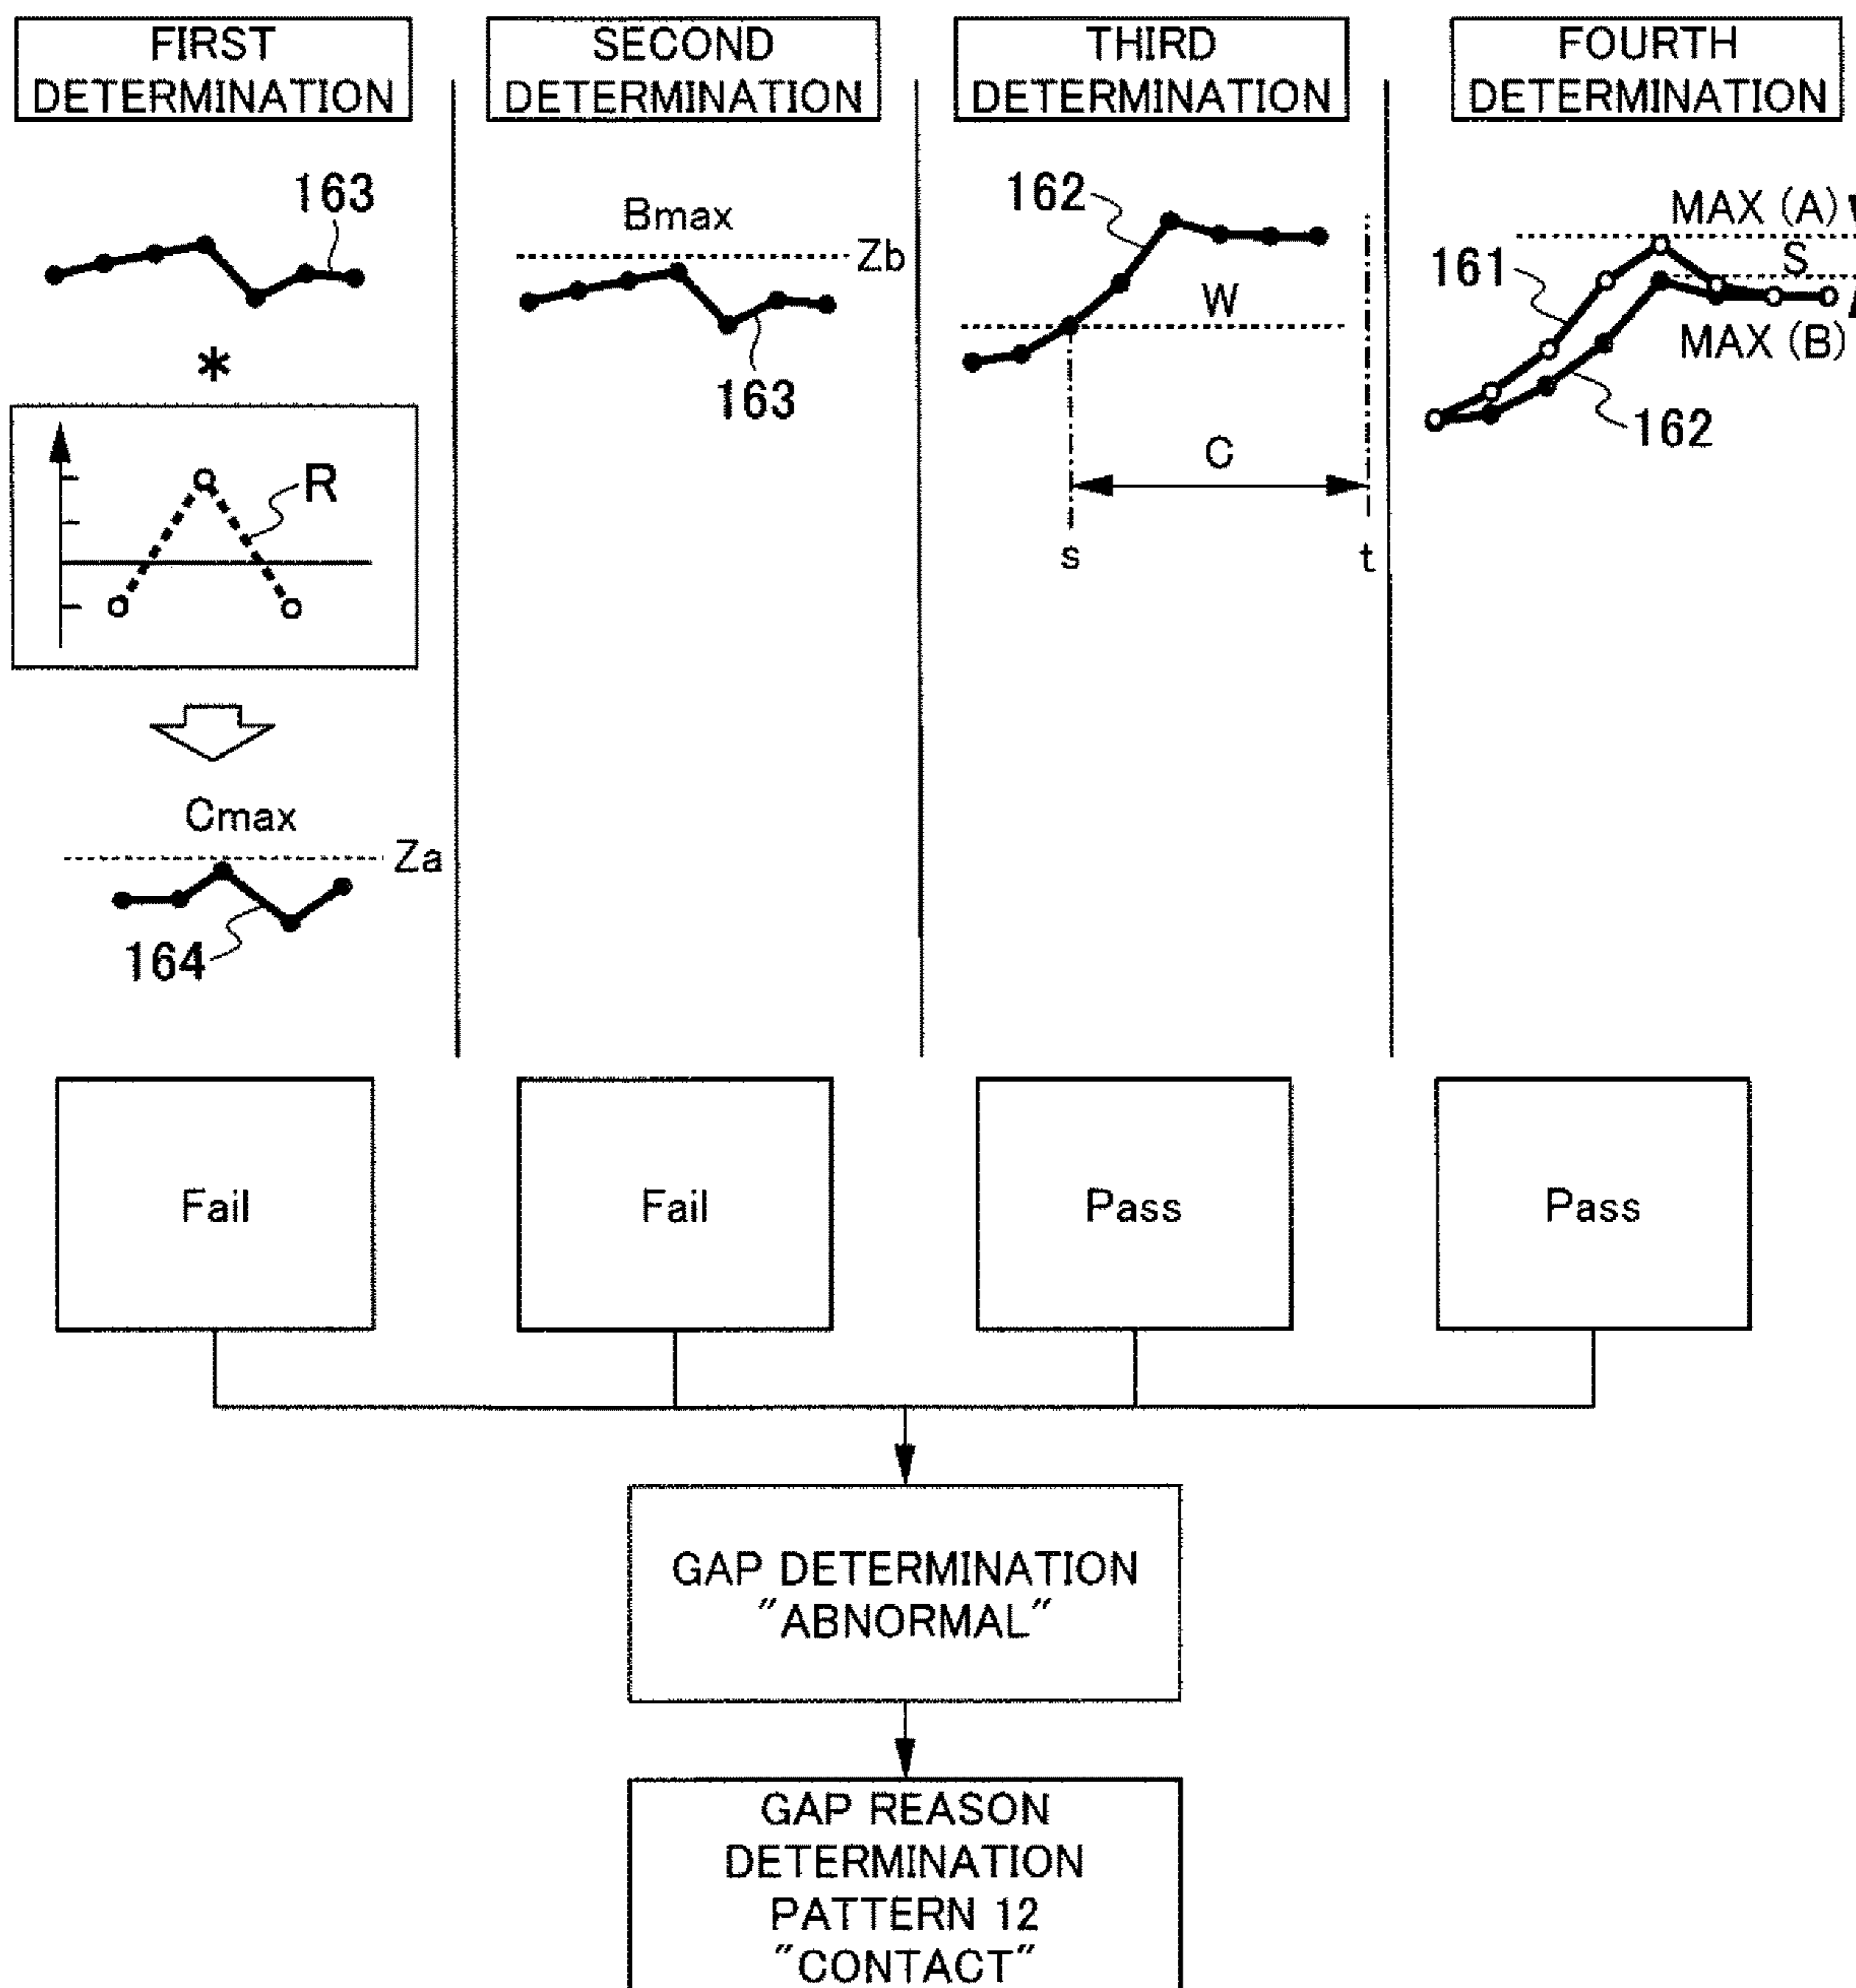 FIRST
DETERMINATION
SECOND
DETERMINATION
THIRD
DETERMINATION
FOURTH
DETERMINATION
163
*
R
Cmax
Za
164
Bmax
Zb
163
162
W
C
s
t
MAX (A)
S
161
MAX (B)
162
Fail
Fail
Pass
Pass
GAP DETERMINATION
"ABNORMAL"
GAP REASON
DETERMINATION
PATTERN 12
"CONTACT"